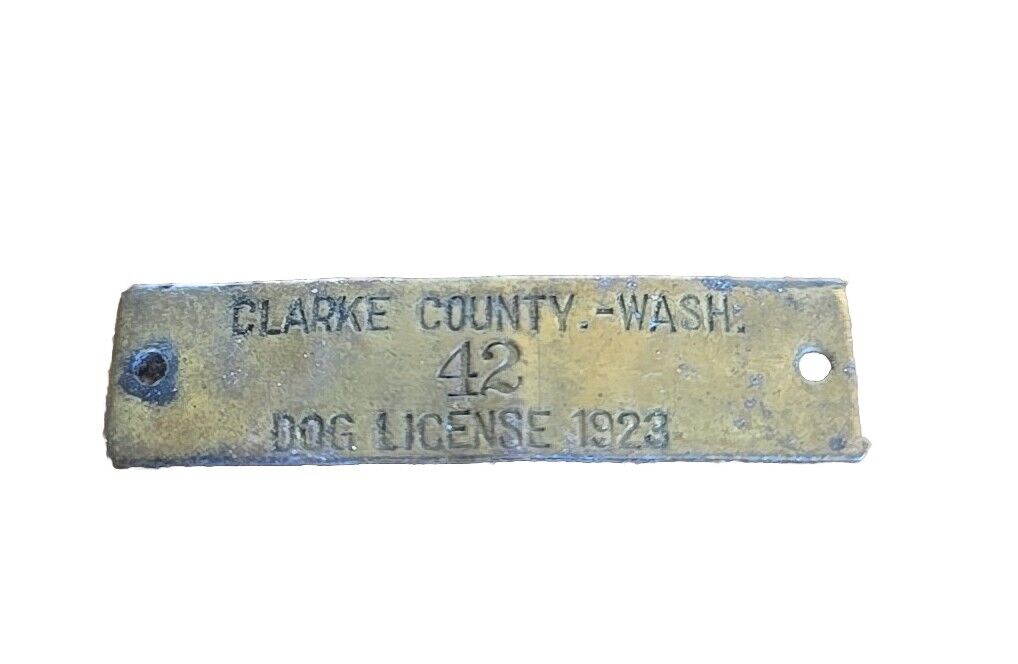 CLARKE COUNTY.-WASH.
42
DOG LICENSE 1923